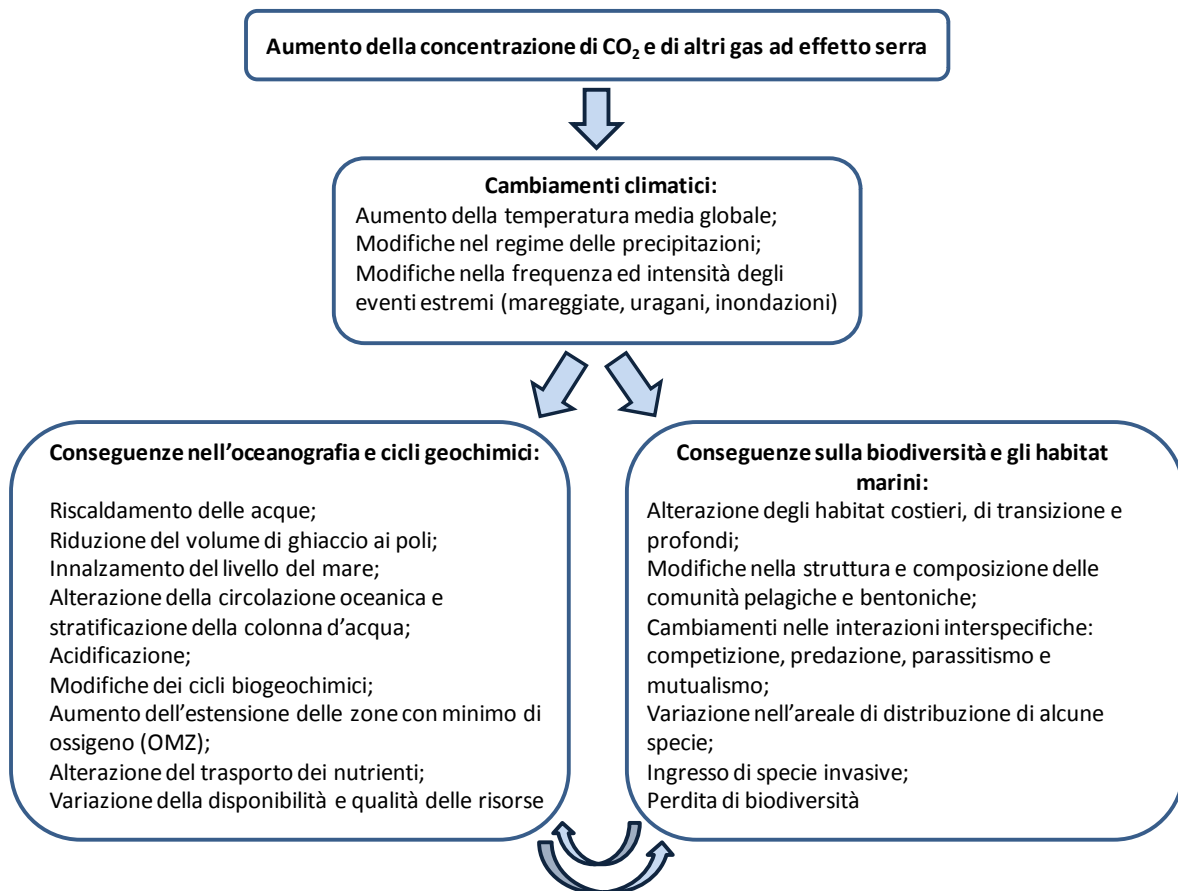 Aumento della concentrazione di CO₂ e di altri gas ad effetto serra
Cambiamenti climatici:
Aumento della temperatura media globale;
Modifiche nel regime delle precipitazioni;
Modifiche nella frequenza ed intensità degli
eventi estremi (mareggiate, uragani, inondazioni)
Conseguenze nell'oceanografia e cicli geochimici:
Riscaldamento delle acque;
Riduzione del volume di ghiaccio ai poli;
Innalzamento del livello del mare;
Alterazione della circolazione oceanica e
stratificazione della colonna d'acqua;
Acidificazione;
Modifiche dei cicli biogeochimici;
Aumento dell'estensione delle zone con minimo di
ossigeno (OMZ);
Alterazione del trasporto dei nutrienti;
Variazione della disponibilità e qualità delle risorse
Conseguenze sulla biodiversità e gli habitat
marini:
Alterazione degli habitat costieri, di transizione e
profondi;
Modifiche nella struttura e composizione delle
comunità pelagiche e bentoniche;
Cambiamenti nelle interazioni interspecifiche:
competizione, predazione, parassitismo e
mutualismo;
Variazione nell'areale di distribuzione di alcune
specie;
Ingresso di specie invasive;
Perdita di biodiversità